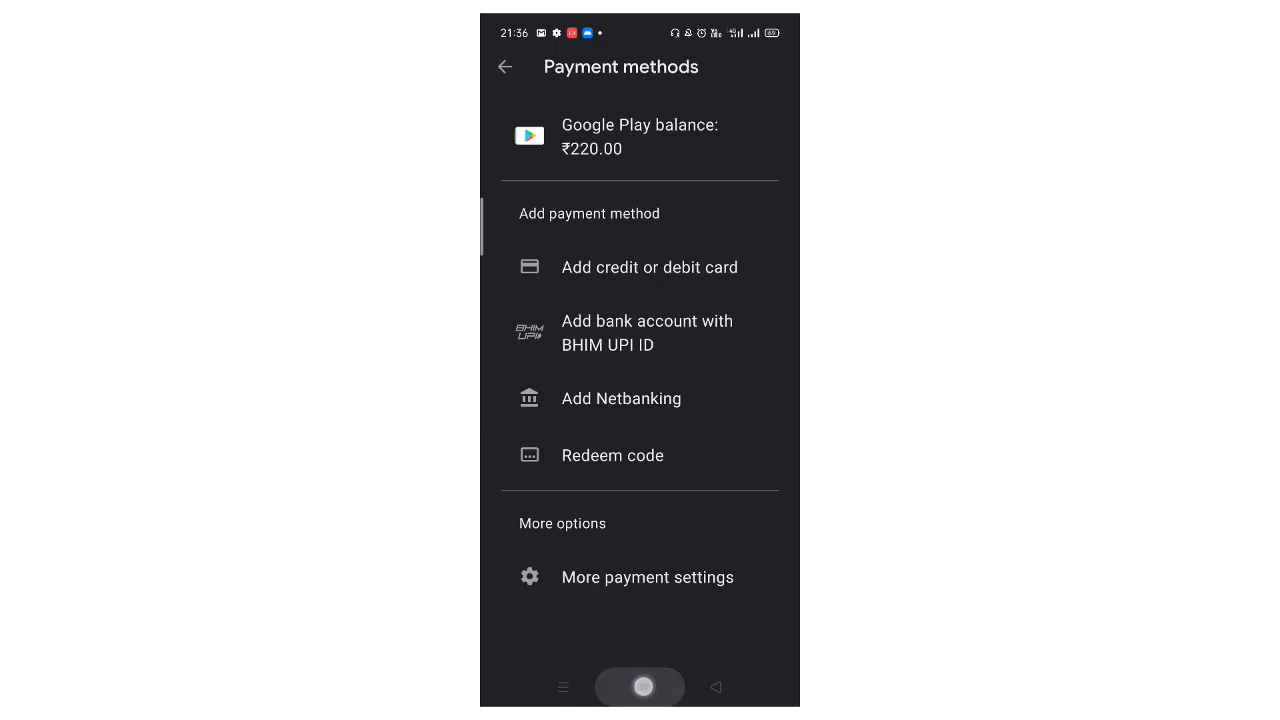 21:36
Payment methods
Google Play balance:
₹220.00
Add payment method
Add credit or debit card
BHIM
UPI
Add bank account with
BHIM UPI ID
Add Netbanking
Redeem code
More options
More payment settings